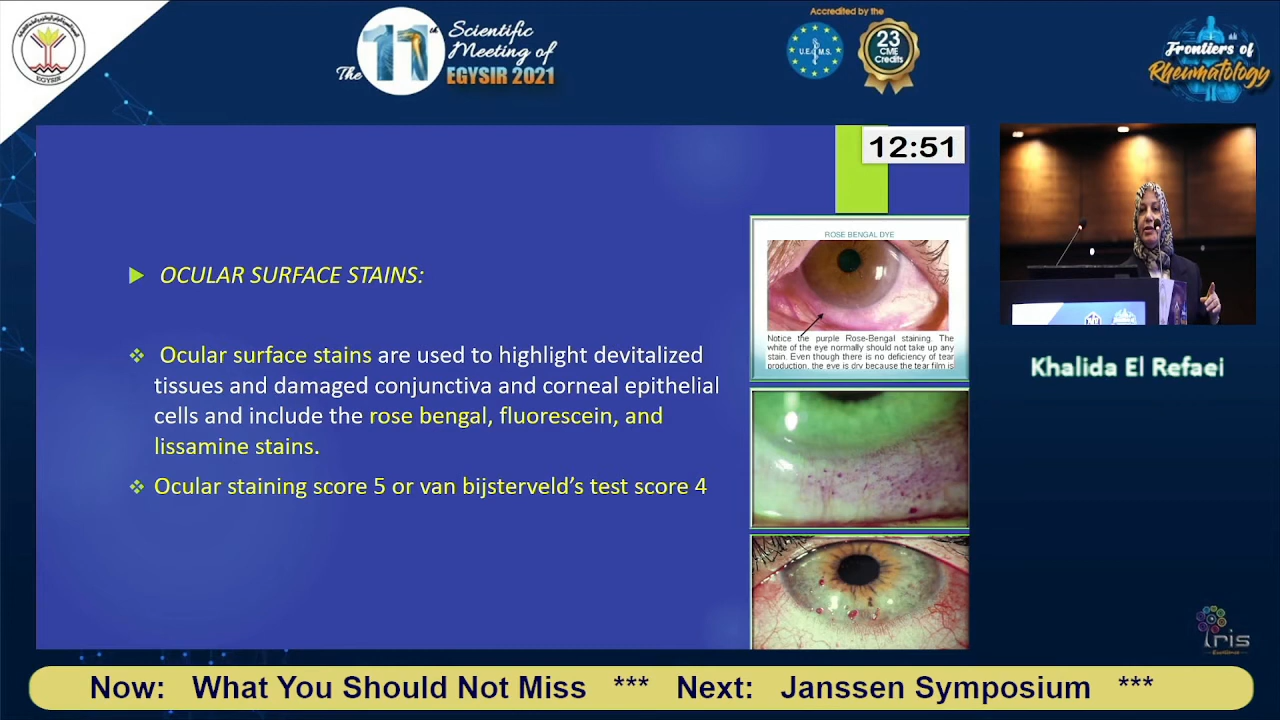 EGYSIR
The 11th Scientific
Meeting of
EGYSIR 2021
Accredited by the
U.E.M.S.
23
CME
Credits
Frontiers of
Rheumatology
12:51
OCULAR SURFACE STAINS:
Ocular surface stains are used to highlight devitalized
tissues and damaged conjunctiva and corneal epithelial
cells and include the rose bengal, fluorescein, and
lissamine stains.
Ocular staining score 5 or van bijsterveld's test score 4
ROSE BENGAL DYE
Notice the purple Rose-Bengal staining. The
white of the eye normally should not take up any
stain. Even though there is no deficiency of tear
production, the eye is dry because the tear film is
Khalida El Refaei
Iris
Now: What You Should Not Miss *** Next: Janssen Symposium ***